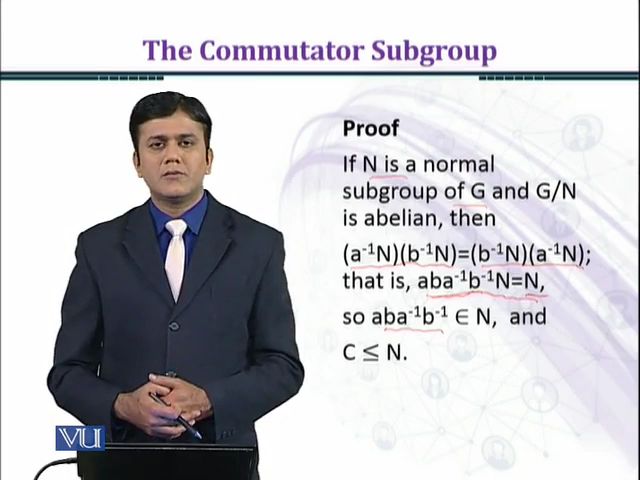 The Commutator Subgroup
Proof
If N is a normal
subgroup of G and G/N
is abelian, then
(a⁻¹N)(b⁻¹N)=(b⁻¹N)(a⁻¹N);
that is, aba⁻¹b⁻¹N=N,
so aba⁻¹b⁻¹ ∈ N, and
C ≤ N.
VU